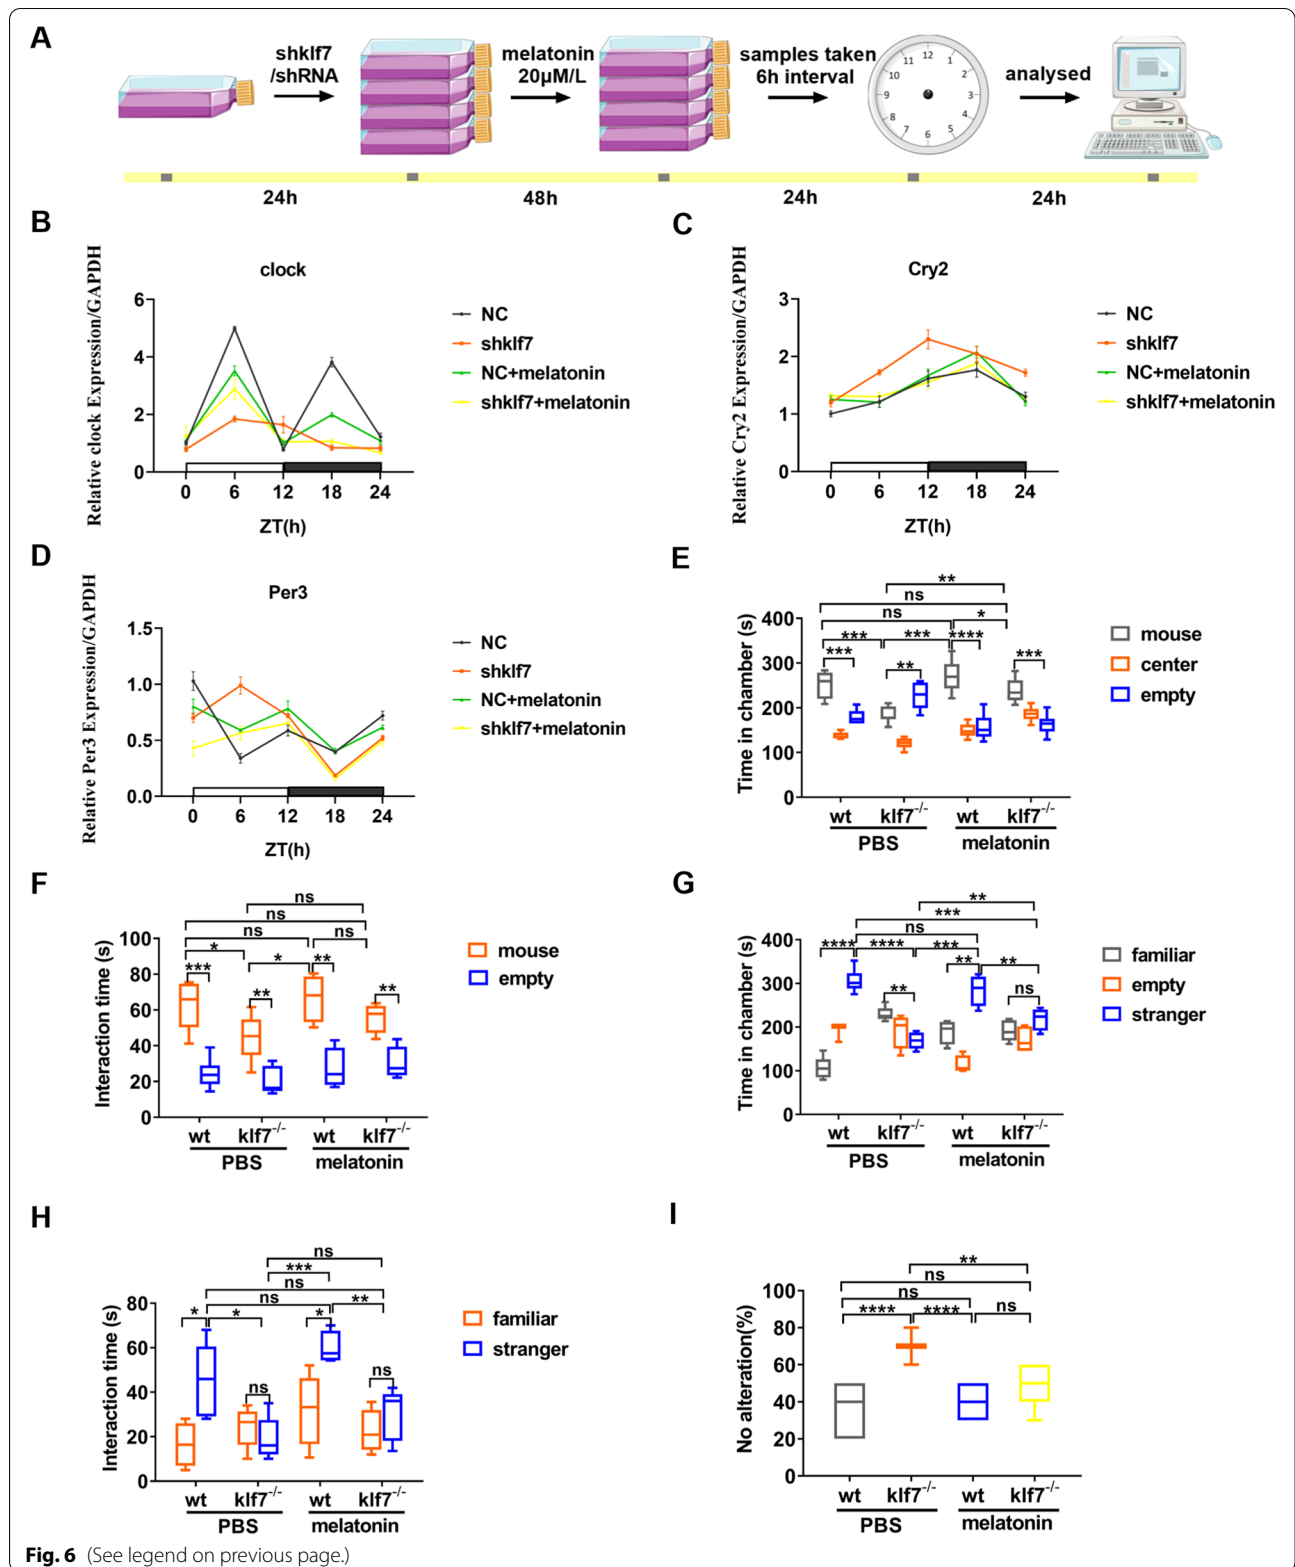 A
shklf7
/shRNA
melatonin
20μM/L
samples taken
6h interval
12
1
2
3
4
5
6
7
8
9
10
11
analysed
24h
48h
24h
24h
B
clock
Relative clock Expression/GAPDH
6
4
2
0
0 6 12 18 24
ZT(h)
NC
shklf7
NC+melatonin
shklf7+melatonin
C
Cry2
Relative Cry2 Expression/GAPDH
3
2
1
0
0 6 12 18 24
ZT(h)
NC
shklf7
NC+melatonin
shklf7+melatonin
D
Per3
Relative Per3 Expression/GAPDH
1.5
1.0
0.5
0.0
0 6 12 18 24
ZT(h)
NC
shklf7
NC+melatonin
shklf7+melatonin
E
**
ns
ns *
*** *** ****
*** ** ***
Time in chamber (s)
400
300
200
100
0
wt klf7-/- wt klf7-/-
PBS melatonin
mouse
center
empty
F
ns
ns
ns ns
* * **
*** ** **
Interaction time (s)
100
80
60
40
20
0
wt klf7-/- wt klf7-/-
PBS melatonin
mouse
empty
G
**
***
ns
**** **** ***
** **
** ns
Time in chamber (s)
400
300
200
100
0
wt klf7-/- wt klf7-/-
PBS melatonin
familiar
empty
stranger
H
ns
***
ns
ns **
* * *
ns ns
Interaction time (s)
80
60
40
20
0
wt klf7-/- wt klf7-/-
PBS melatonin
familiar
stranger
I
**
ns
ns
**** **** ns
No alteration(%)
100
80
60
40
20
0
wt klf7-/- wt klf7-/-
PBS melatonin
Fig. 6 (See legend on previous page.)